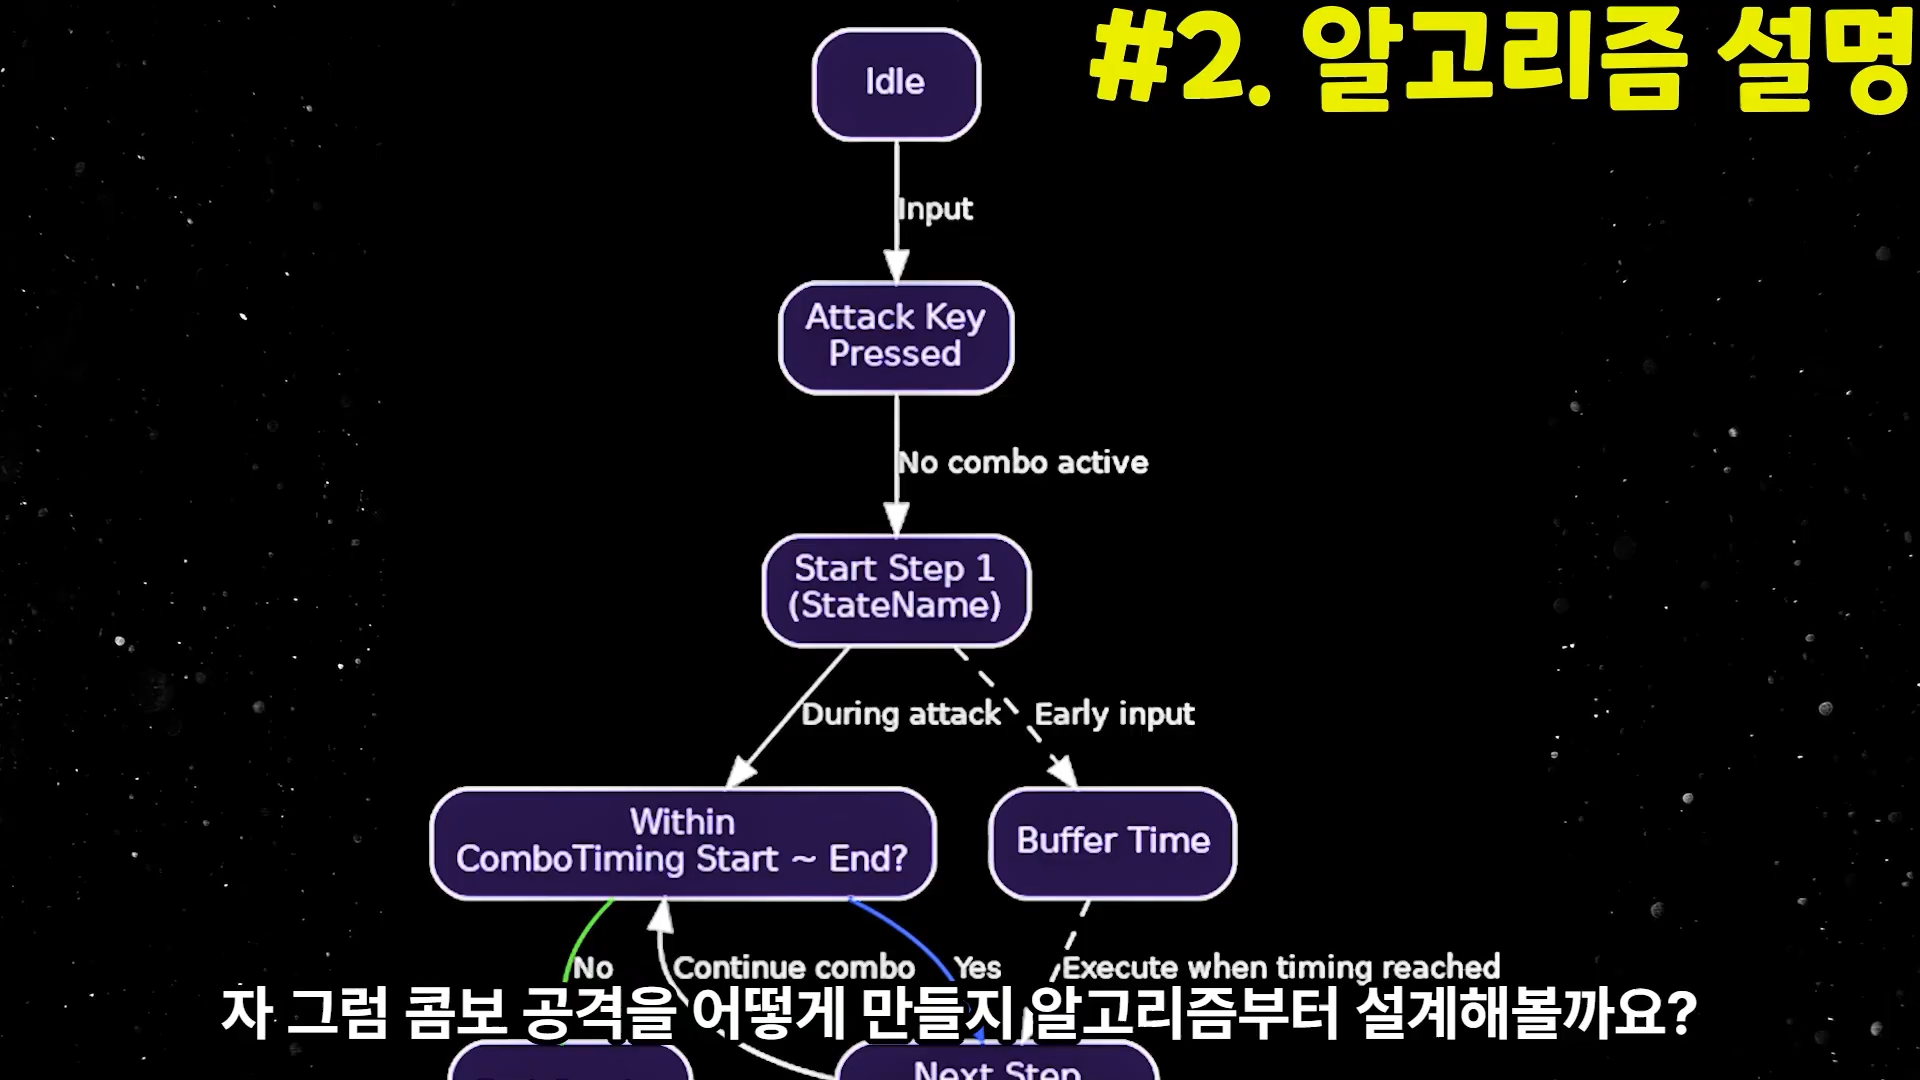 #2. 알고리즘 설명
Idle
Input
Attack Key
Pressed
No combo active
Start Step 1
(StateName)
During attack
Early input
Within
ComboTiming Start ~ End?
Buffer Time
No
Continue combo
Yes
Execute when timing reached
자 그럼 콤보 공격을 어떻게 만들지 알고리즘부터 설계해볼까요?
Next Step